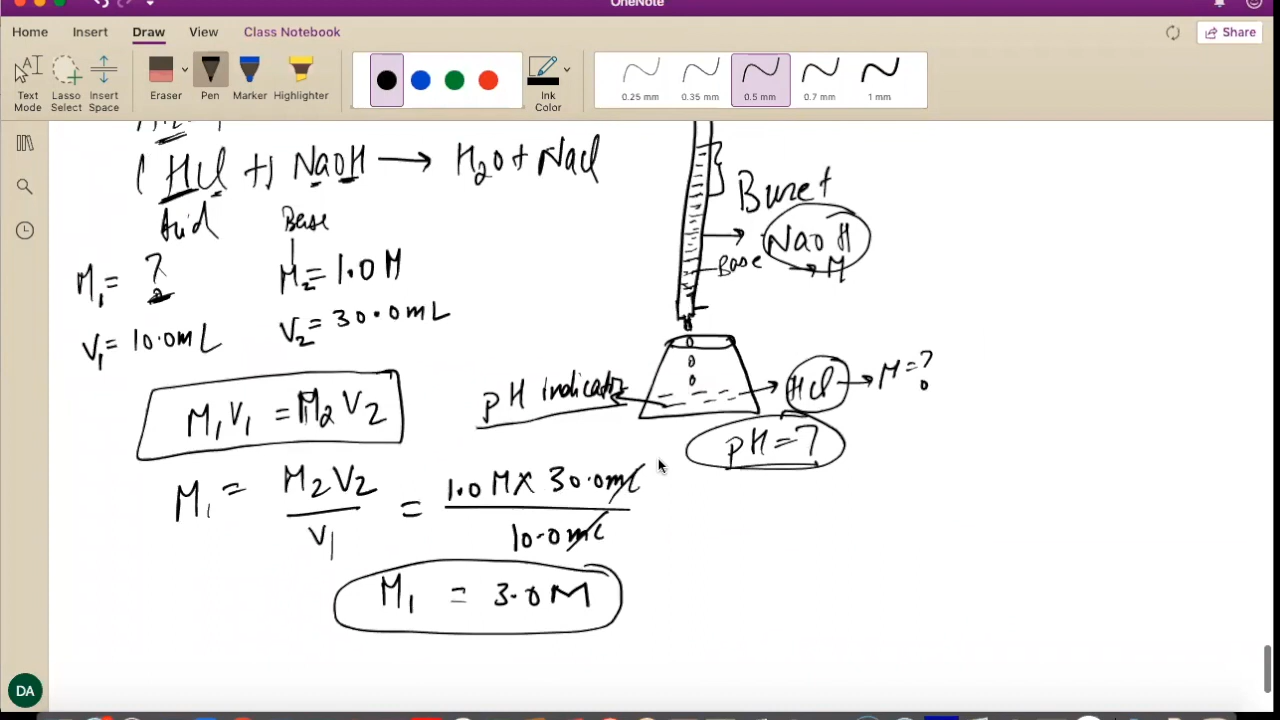 OneNote
Home Insert Draw View Class Notebook Share
Text Mode
Lasso Select
Insert Space
Eraser
Pen
Marker
Highlighter
Ink Color
0.25 mm
0.35 mm
0.5 mm
0.7 mm
1 mm
(HCl +) NaOH → H2O + NaCl
Acid
Base
M1 = ?
M2 = 1.0 M
V1 = 10.0 mL
V2 = 30.0 mL
M1V1 = M2V2
M1 = M2V2 / V1 = 1.0 M x 30.0 mL / 10.0 mL
M1 = 3.0 M
Buret
NaOH
Base → M
pH indicator
HCl → M = ?
pH = 7
DA